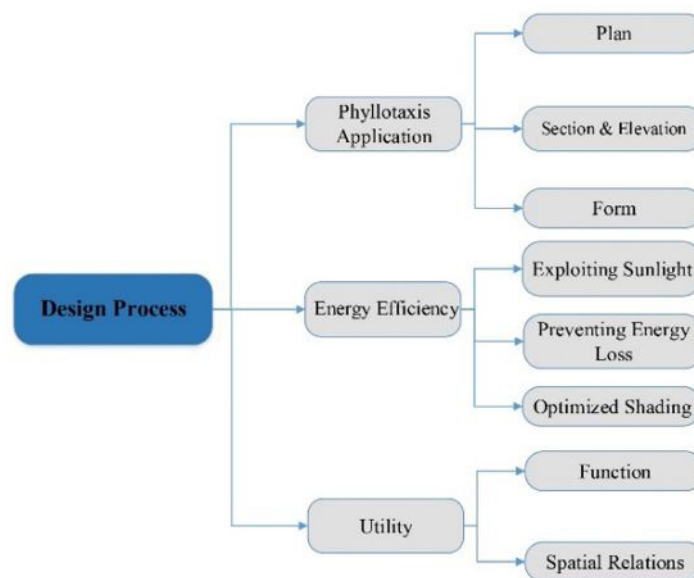 Plan
Phyllotaxis
Application
Section & Elevation
Form
Exploiting Sunlight
Design Process
Energy Efficiency
Preventing Energy
Loss
Optimized Shading
Function
Utility
Spatial Relations